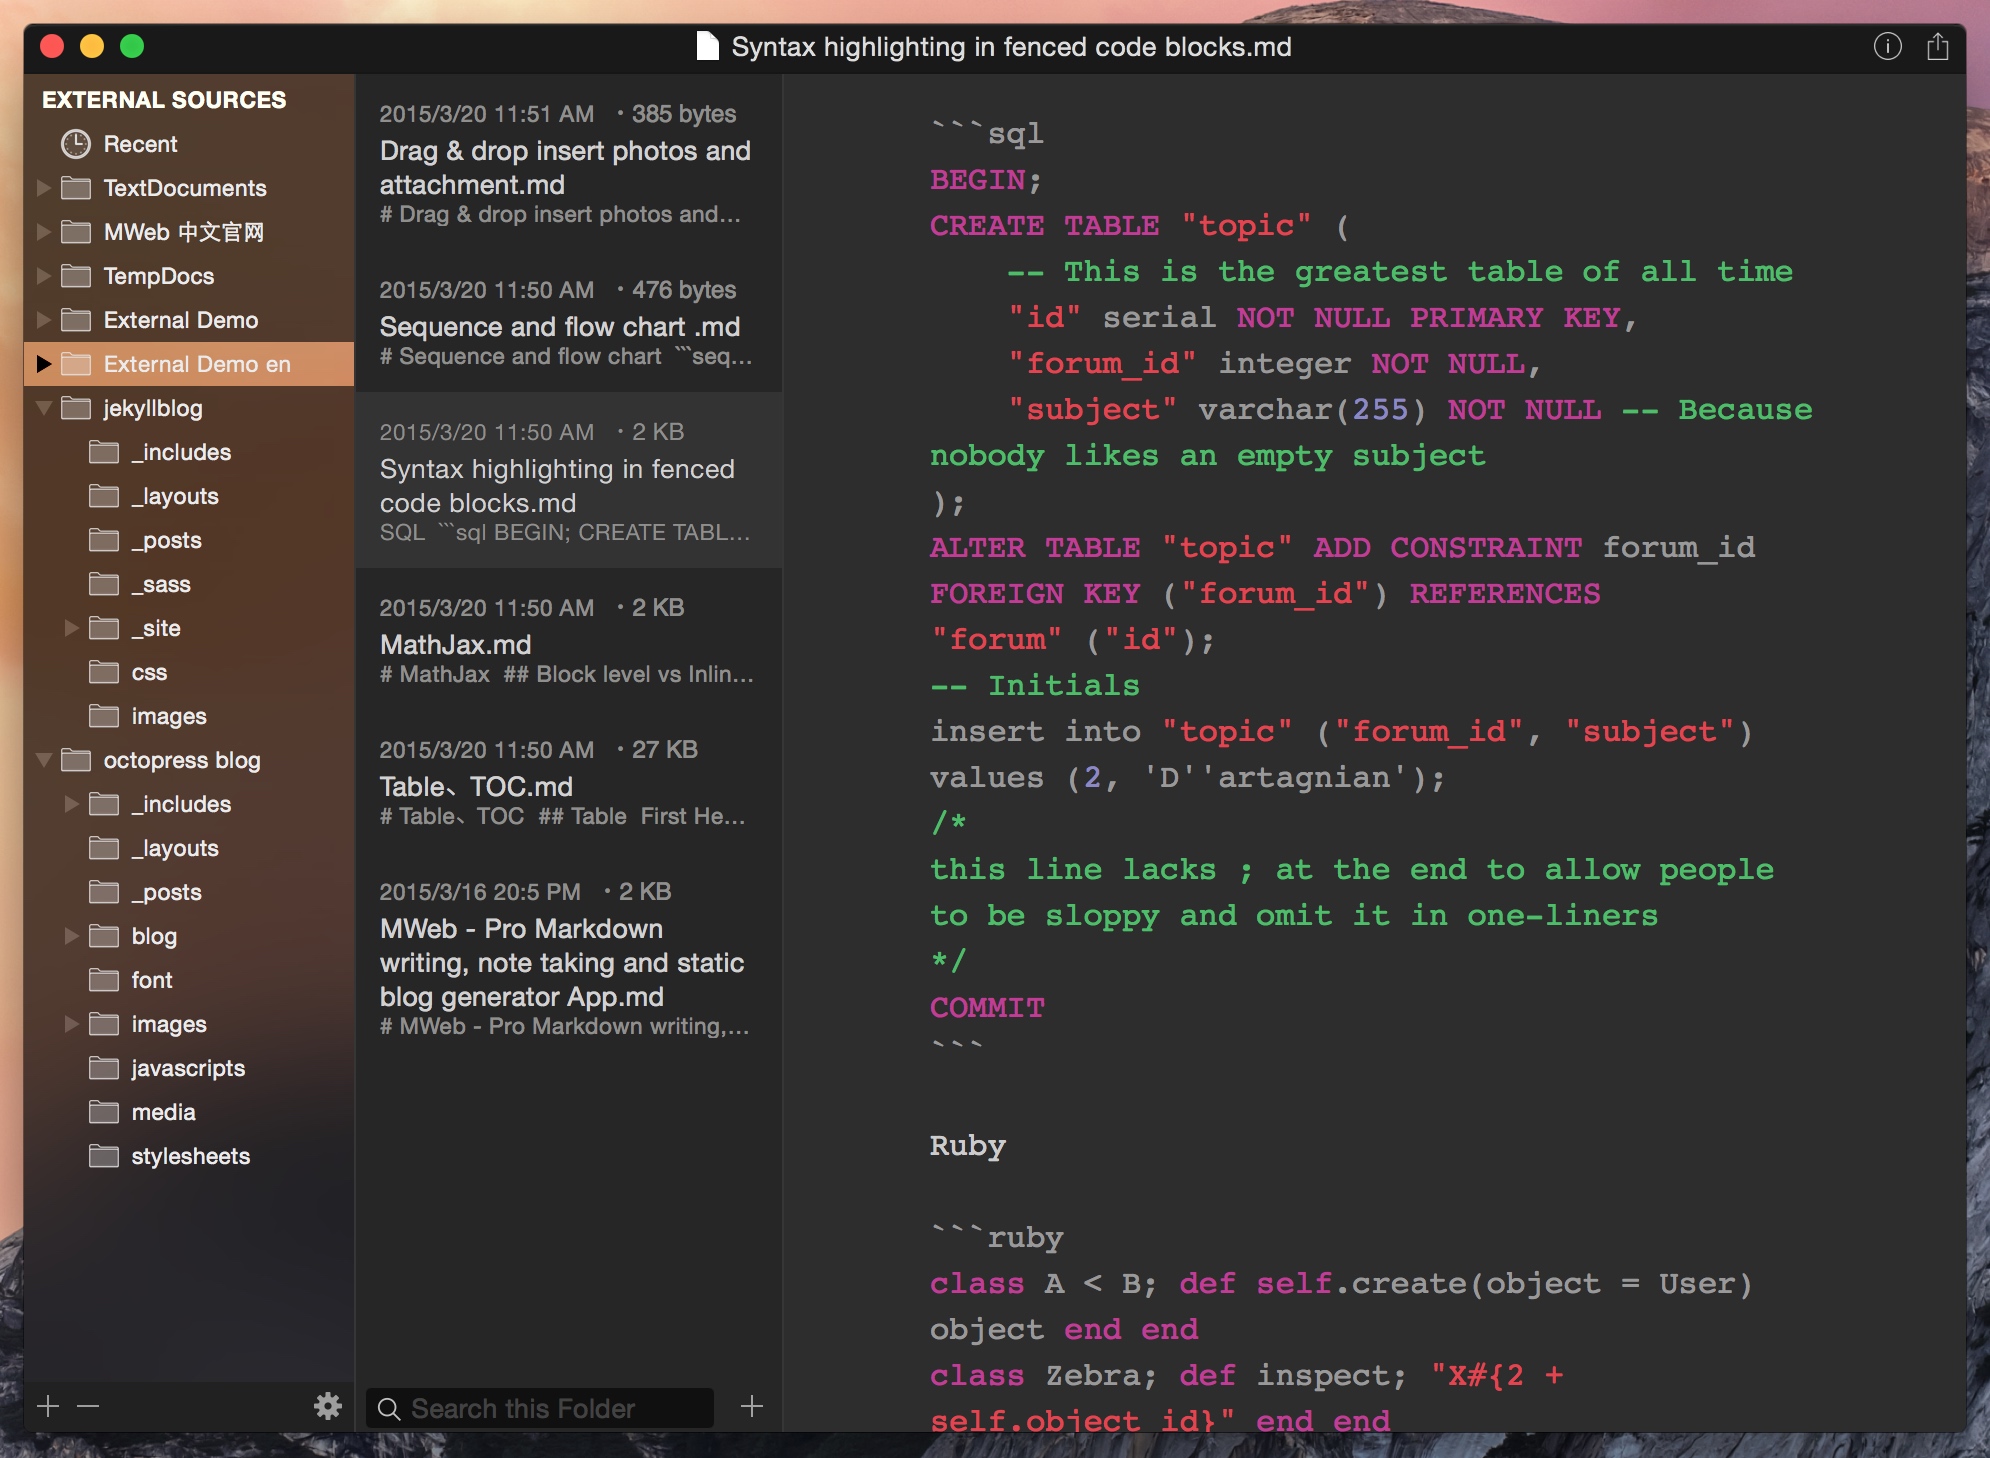 Syntax highlighting in fenced code blocks.md
EXTERNAL SOURCES
Recent
TextDocuments
MWeb 中文官网
TempDocs
External Demo
External Demo en
jekyllblog
_includes
_layouts
_posts
_sass
_site
css
images
octopress blog
_includes
_layouts
_posts
blog
font
images
javascripts
media
stylesheets
2015/3/20 11:51 AM · 385 bytes
Drag & drop insert photos and
attachment.md
# Drag & drop insert photos and...
2015/3/20 11:50 AM · 476 bytes
Sequence and flow chart .md
# Sequence and flow chart ```seq...
2015/3/20 11:50 AM · 2 KB
Syntax highlighting in fenced
code blocks.md
SQL ```sql BEGIN; CREATE TABL...
2015/3/20 11:50 AM · 2 KB
MathJax.md
# MathJax ## Block level vs Inlin...
2015/3/20 11:50 AM · 27 KB
Table、TOC.md
# Table、TOC ## Table First He...
2015/3/16 20:5 PM · 2 KB
MWeb - Pro Markdown
writing, note taking and static
blog generator App.md
# MWeb - Pro Markdown writing,...
Search this Folder
```sql
BEGIN;
CREATE TABLE "topic" (
-- This is the greatest table of all time
"id" serial NOT NULL PRIMARY KEY,
"forum_id" integer NOT NULL,
"subject" varchar(255) NOT NULL -- Because
nobody likes an empty subject
);
ALTER TABLE "topic" ADD CONSTRAINT forum_id
FOREIGN KEY ("forum_id") REFERENCES
"forum" ("id");
-- Initials
insert into "topic" ("forum_id", "subject")
values (2, 'D''artagnian');
/*
this line lacks ; at the end to allow people
to be sloppy and omit it in one-liners
*/
COMMIT
```
Ruby
```ruby
class A < B; def self.create(object = User)
object end end
class Zebra; def inspect; "X#{2 +
self.object_id}" end end